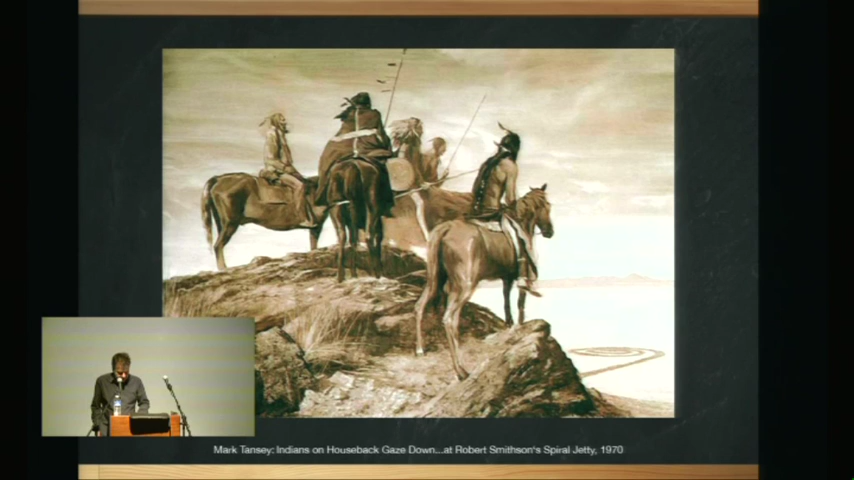 Mark Tansey: Indians on Houseback Gaze Down...at Robert Smithson's Spiral Jetty, 1970